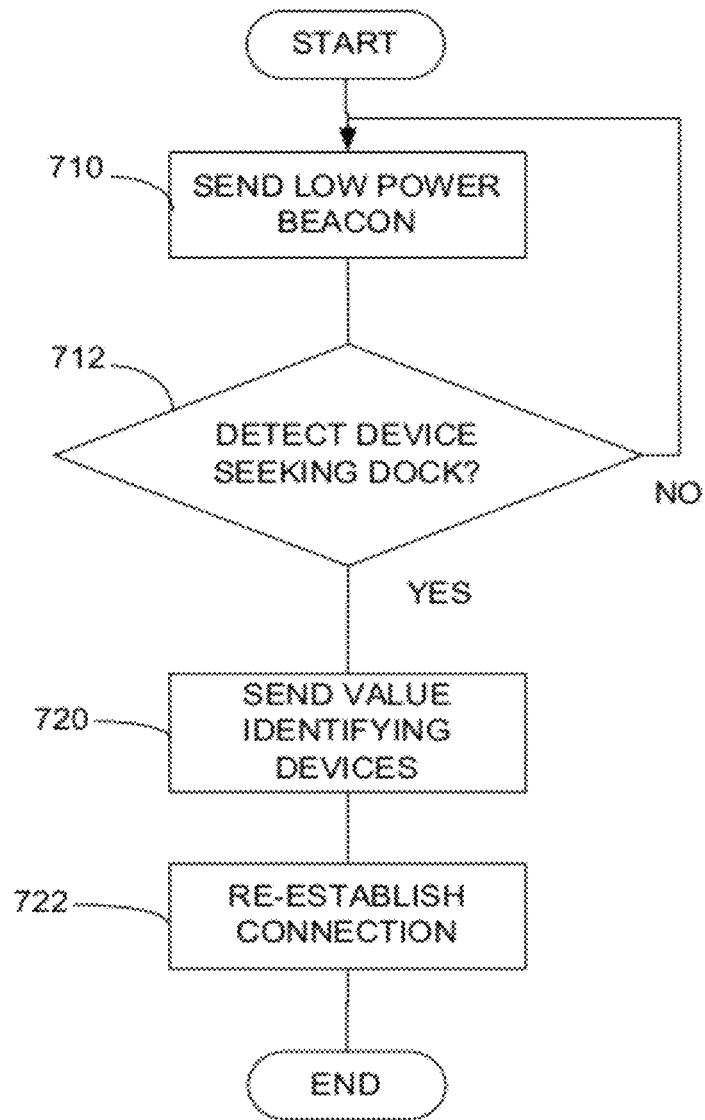 START
710
SEND LOW POWER
BEACON
712
DETECT DEVICE
SEEKING DOCK?
NO
YES
720
SEND VALUE
IDENTIFYING
DEVICES
722
RE-ESTABLISH
CONNECTION
END